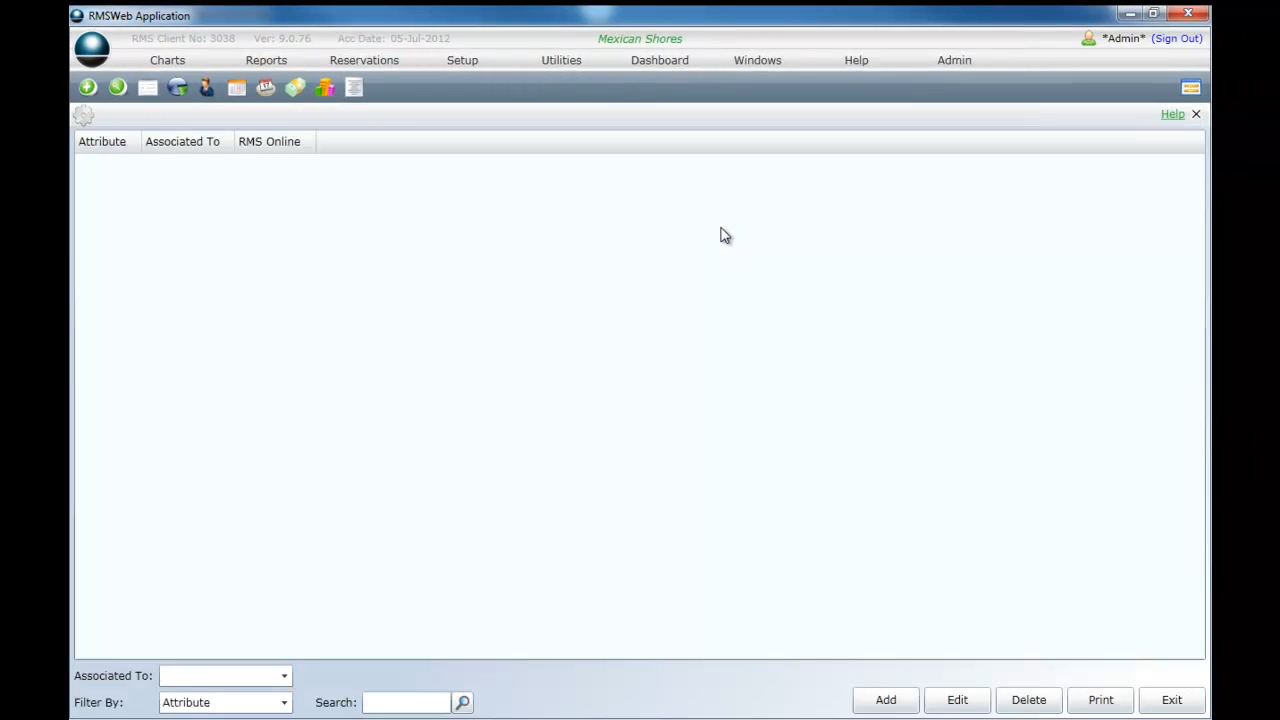 RMSWeb Application
RMS Client No: 3038 Ver: 9.0.76 Acc Date: 05-Jul-2012 Mexican Shores *Admin* (Sign Out)
Charts Reports Reservations Setup Utilities Dashboard Windows Help Admin
Help
Attribute Associated To RMS Online
Associated To:
Filter By: Attribute Search: Add Edit Delete Print Exit